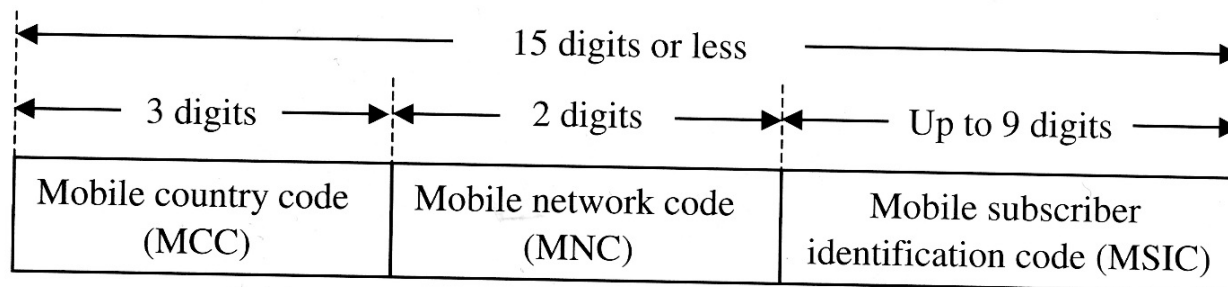 15 digits or less
3 digits
2 digits
Up to 9 digits
Mobile country code
(MCC)
Mobile network code
(MNC)
Mobile subscriber
identification code (MSIC)